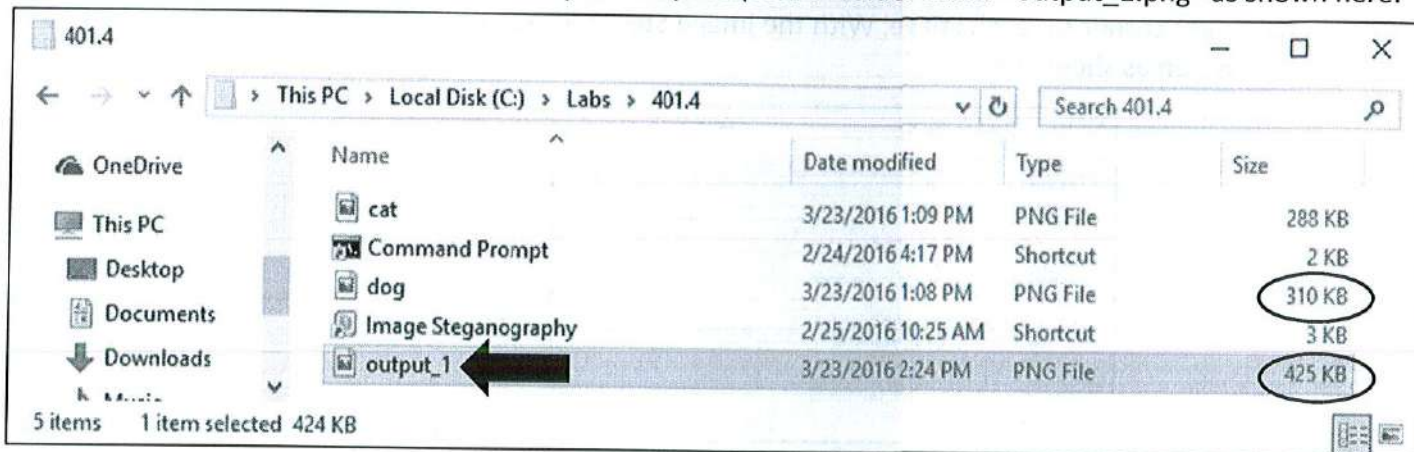 "output_1.png" as shown here:
401.4
This PC > Local Disk (C:) > Labs > 401.4
Search 401.4
Name Date modified Type Size
OneDrive
This PC
Desktop
Documents
Downloads
cat 3/23/2016 1:09 PM PNG File 288 KB
Command Prompt 2/24/2016 4:17 PM Shortcut 2 KB
dog 3/23/2016 1:08 PM PNG File 310 KB
Image Steganography 2/25/2016 10:25 AM Shortcut 3 KB
output_1 3/23/2016 2:24 PM PNG File 425 KB
5 items 1 item selected 424 KB